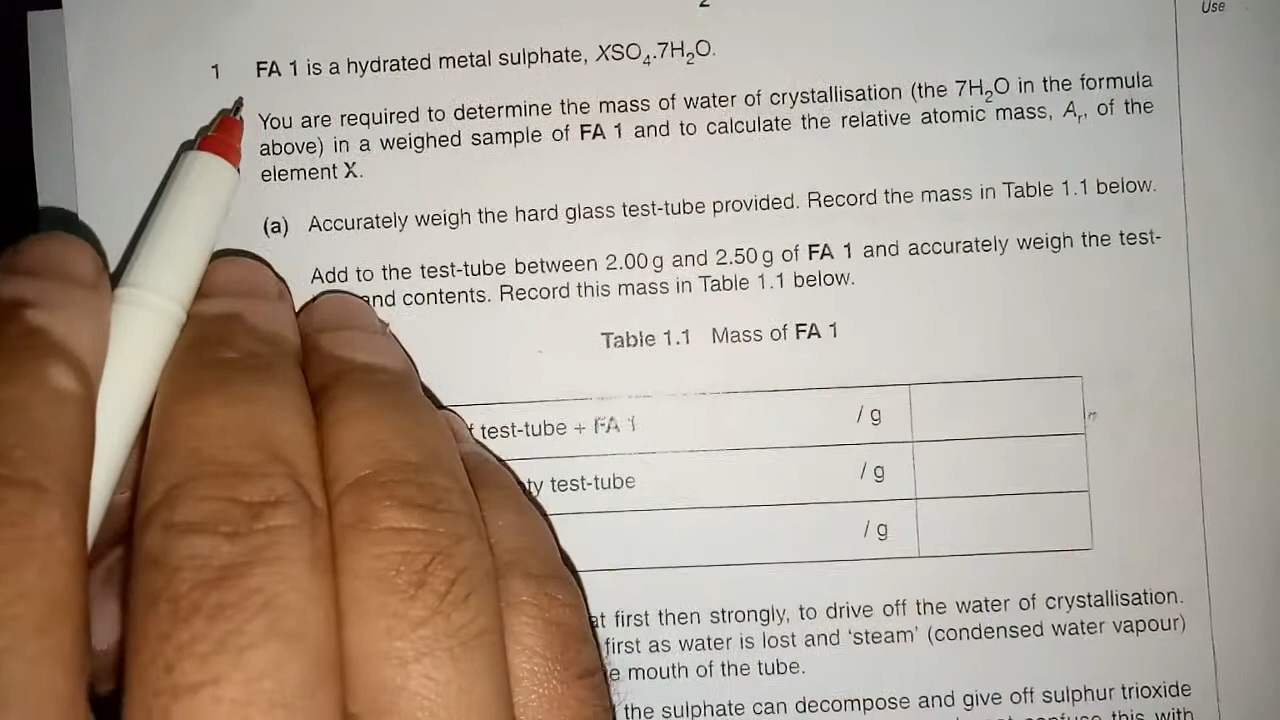 2
Use
1 FA 1 is a hydrated metal sulphate, XSO₄.7H₂O.
You are required to determine the mass of water of crystallisation (the 7H₂O in the formula
above) in a weighed sample of FA 1 and to calculate the relative atomic mass, Aᵣ, of the
element X.
(a) Accurately weigh the hard glass test-tube provided. Record the mass in Table 1.1 below.
Add to the test-tube between 2.00 g and 2.50 g of FA 1 and accurately weigh the test-
and contents. Record this mass in Table 1.1 below.
Table 1.1 Mass of FA 1
test-tube + FA 1 / g
test-tube / g
/ g
first then strongly, to drive off the water of crystallisation.
first as water is lost and ‘steam’ (condensed water vapour)
mouth of the tube.
the sulphate can decompose and give off sulphur trioxide
this with